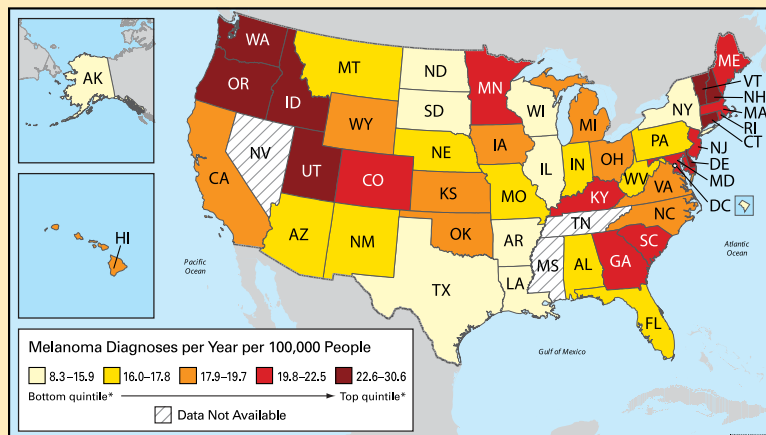 AK
HI
WA
OR
ID
MT
ND
SD
MN
WI
MI
NY
ME
VT
NH
MA
RI
CT
NJ
DE
MD
DC
PA
OH
IN
IL
IA
NE
WY
NV
UT
CO
CA
AZ
NM
KS
MO
KY
WV
VA
NC
TN
SC
GA
AL
MS
AR
LA
OK
TX
FL
Pacific
Ocean
Atlantic
Ocean
Gulf of Mexico
Melanoma Diagnoses per Year per 100,000 People
8.3–15.9 16.0–17.8 17.9–19.7 19.8–22.5 22.6–30.6
Bottom quintile* Top quintile*
Data Not Available